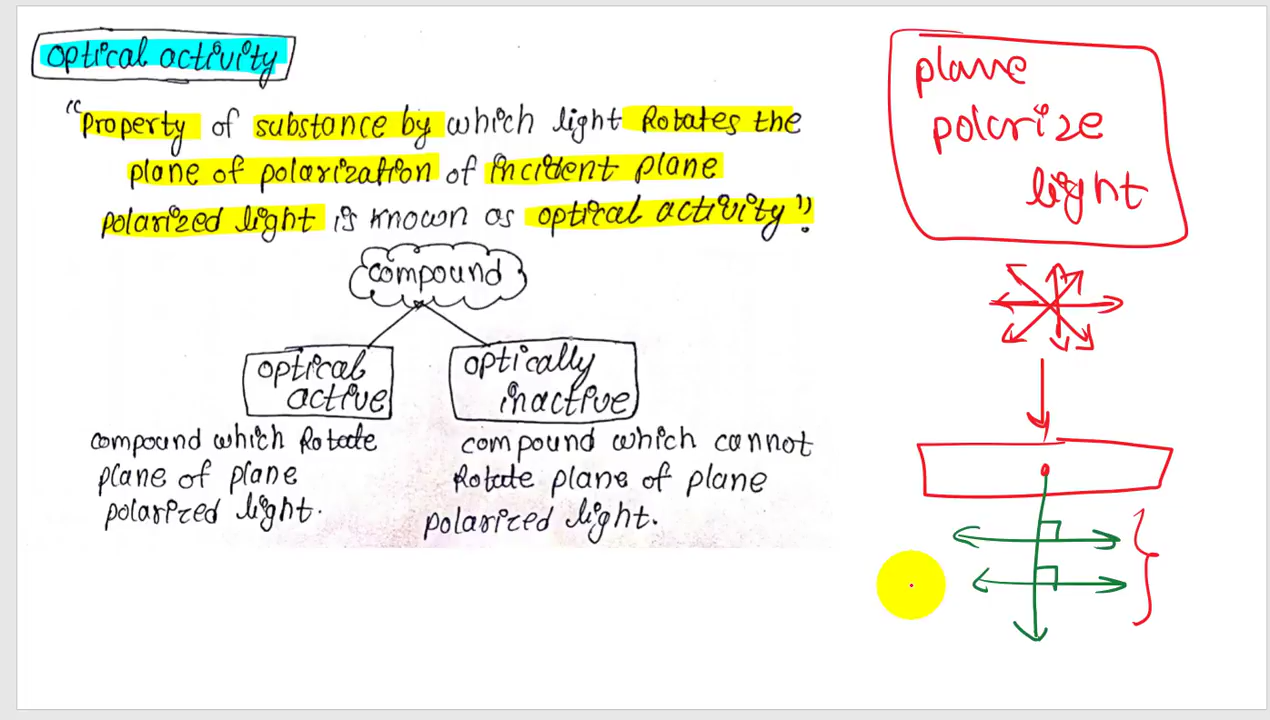 optical activity
"Property of substance by which light Rotates the
plane of polarization of incident plane
polarized light is known as optical activity".
compound
optical
active
optically
inactive
compound which Rotate
plane of plane
polarized light.
compound which cannot
Rotate plane of plane
polarized light.
plane
polarize
light